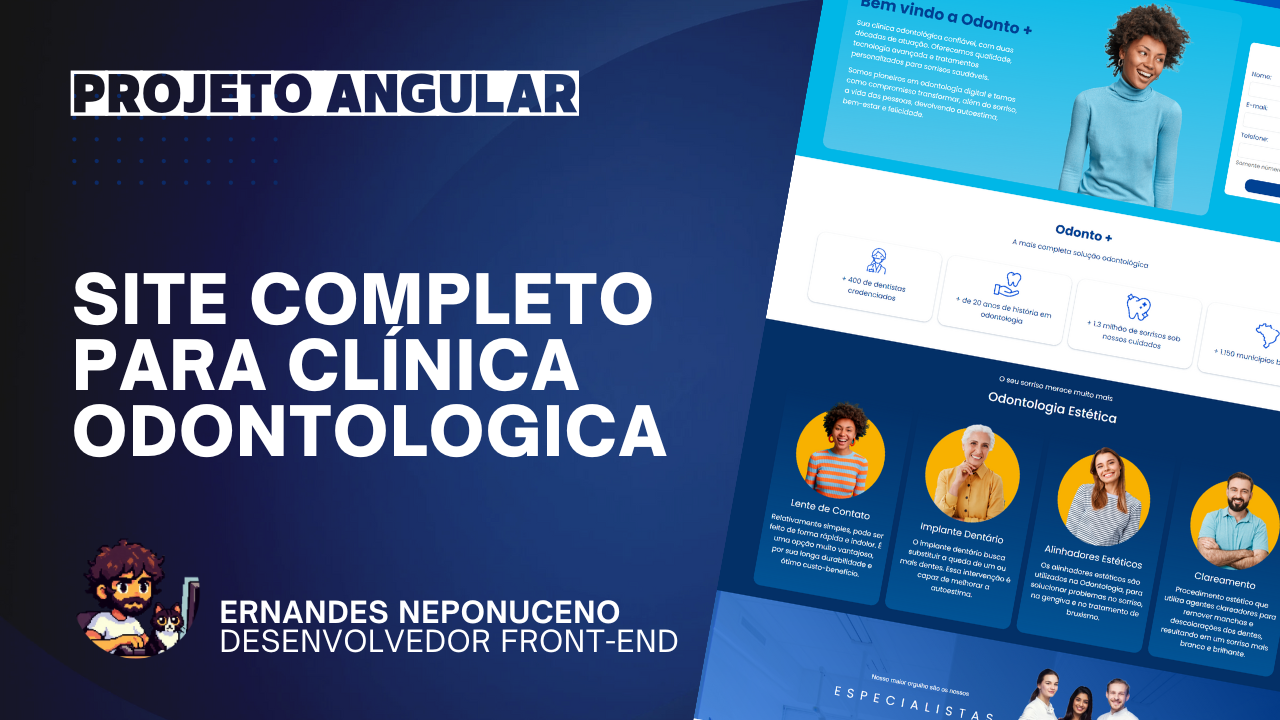 PROJETO ANGULAR
SITE COMPLETO
PARA CLÍNICA
ODONTOLOGICA
ERNANDES NEPONUCENO
DESENVOLVEDOR FRONT-END
Bem vindo a Odonto +
Sua clínica odontológica confiável, com duas
décadas de atuação. Oferecemos qualidade,
tecnologia avançada e tratamentos
personalizados para sorrisos saudáveis.
Somos pioneiros em odontologia digital e temos
como compromisso transformar, além do sorriso,
a vida das pessoas, devolvendo autoestima,
bem-estar e felicidade.
Nome:
E-mail:
Telefone:
Somente númer
Odonto +
A mais completa solução odontológica
+ 400 de dentistas
credenciados
+ de 20 anos de história em
odontologia
+ 1.3 milhão de sorrisos sob
nossos cuidados
+ 1.150 municípios b
O seu sorriso merece muito mais
Odontologia Estética
Lente de Contato
Relativamente simples, pode ser
feito de forma rápida e indolor. É
uma opção muito vantajosa,
por sua longa durabilidade e
ótimo custo-benefício.
Implante Dentário
O implante dentário busca
substituir a queda de um ou
mais dentes. Essa intervenção é
capaz de melhorar a
autoestima.
Alinhadores Estéticos
Os alinhadores estéticos são
utilizados na Odontologia, para
solucionar problemas no sorriso,
na gengiva e no tratamento de
bruxismo.
Clareamento
Procedimento estético que
utiliza agentes clareadores para
remover manchas e
descolorações dos dentes,
resultando em um sorriso mais
branco e brilhante.
Nosso maior orgulho são os nossos
ESPECIALISTAS